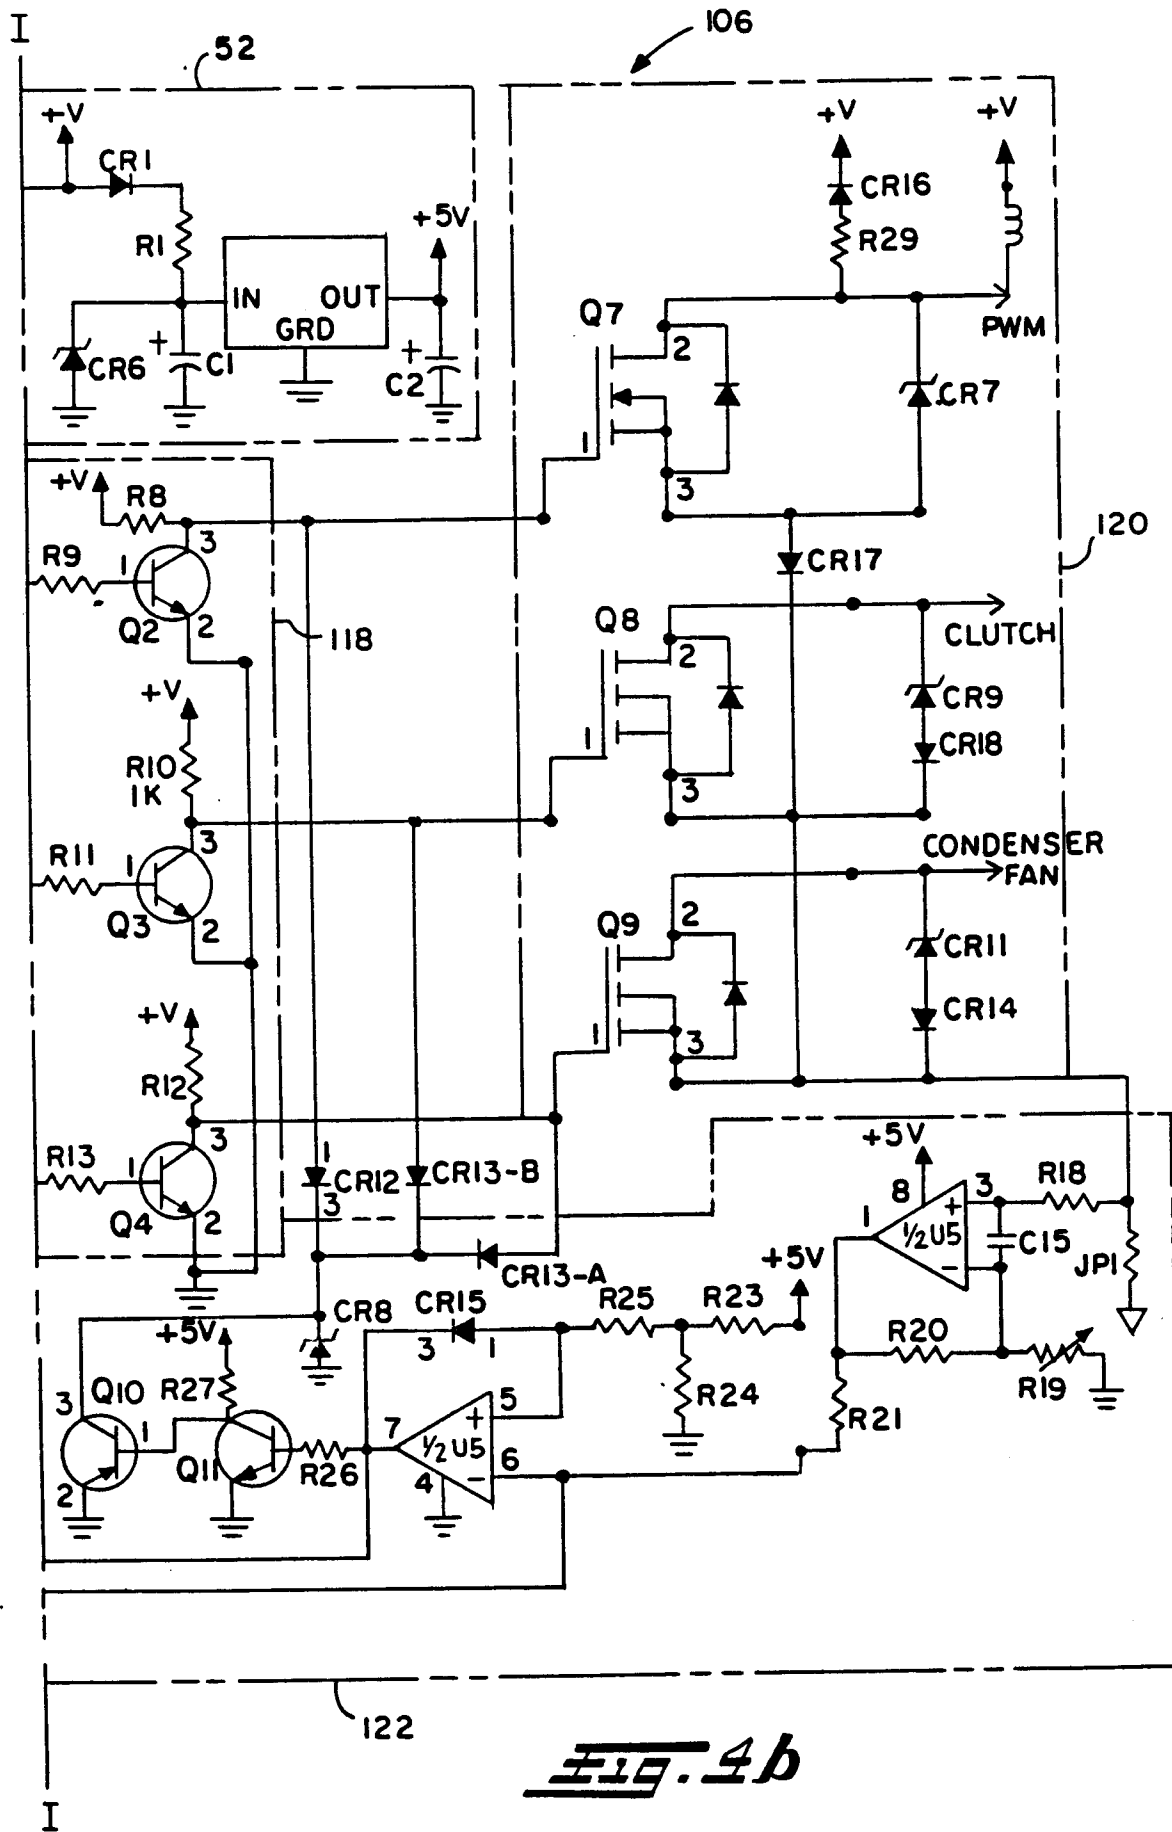 I
52
106
+V
CR1
R1
+5V
IN
OUT
GRD
+
CR6
C1
+
C2
+V
+V
CR16
R29
PWM
Q7
2
1
3
CR7
+V
R8
R9
1
3
Q2
2
118
CR17
120
Q8
2
1
3
CLUTCH
CR9
CR18
+V
R10
1K
R11
1
3
Q3
2
CONDENSER
FAN
Q9
2
1
3
CR11
CR14
+V
R12
R13
1
3
Q4
2
1
CR12
3
CR13-B
CR13-A
+5V
8
3
R18
1
+
½U5
-
C15
JP1
+5V
CR8
CR15
3
1
R25
R23
+5V
R20
R19
R24
R21
Q10
R27
3
1
2
Q11
R26
7
5
+
½U5
6
-
4
122
Fig. 4b
I